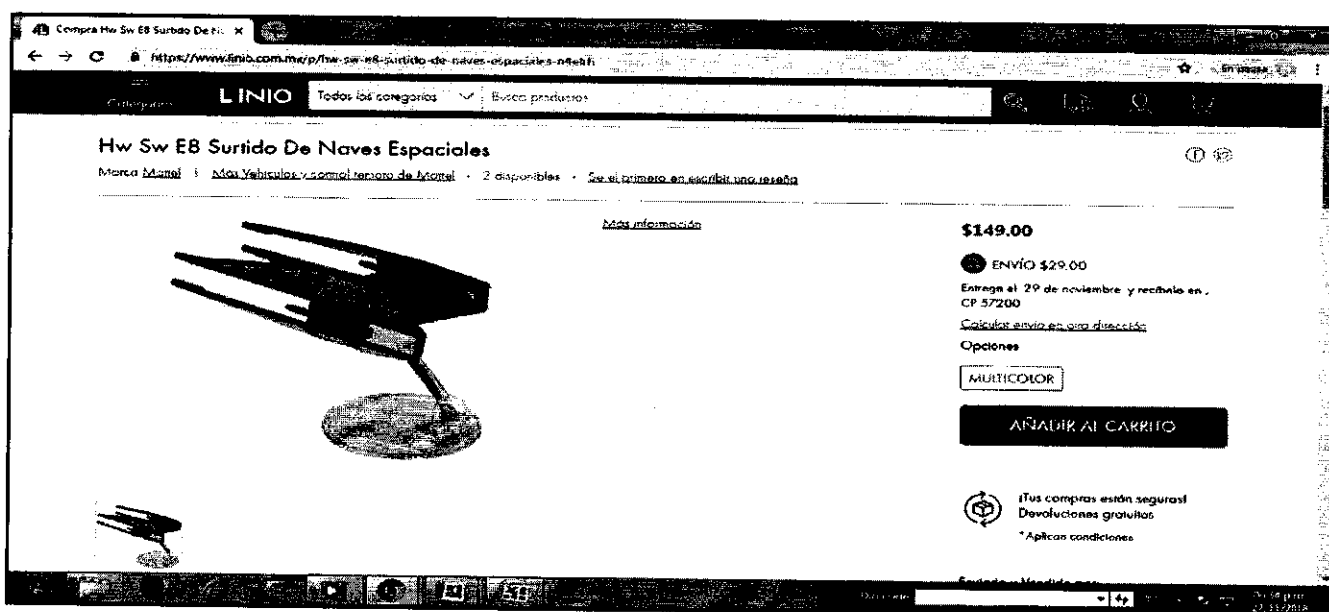 Compra Hw Sw E8 Surtido De
https://www.linio.com.mx/p/hw-sw-e8-surtido-de-naves-espaciales-
Categorías LINIO Todas las categorías Busca productos
Hw Sw E8 Surtido De Naves Espaciales
Marca Mattel | Más Vehículos y control remoto de Mattel · 2 disponibles · Se el primero en escribir una reseña
Más información
$149.00
ENVÍO $29.00
Entrega el 29 de noviembre y recíbelo en ,
CP 57200
Calcular envío en otra dirección
Opciones
MULTICOLOR
AÑADIR AL CARRITO
¡Tus compras están seguras!
Devoluciones gratuitas
*Aplican condiciones